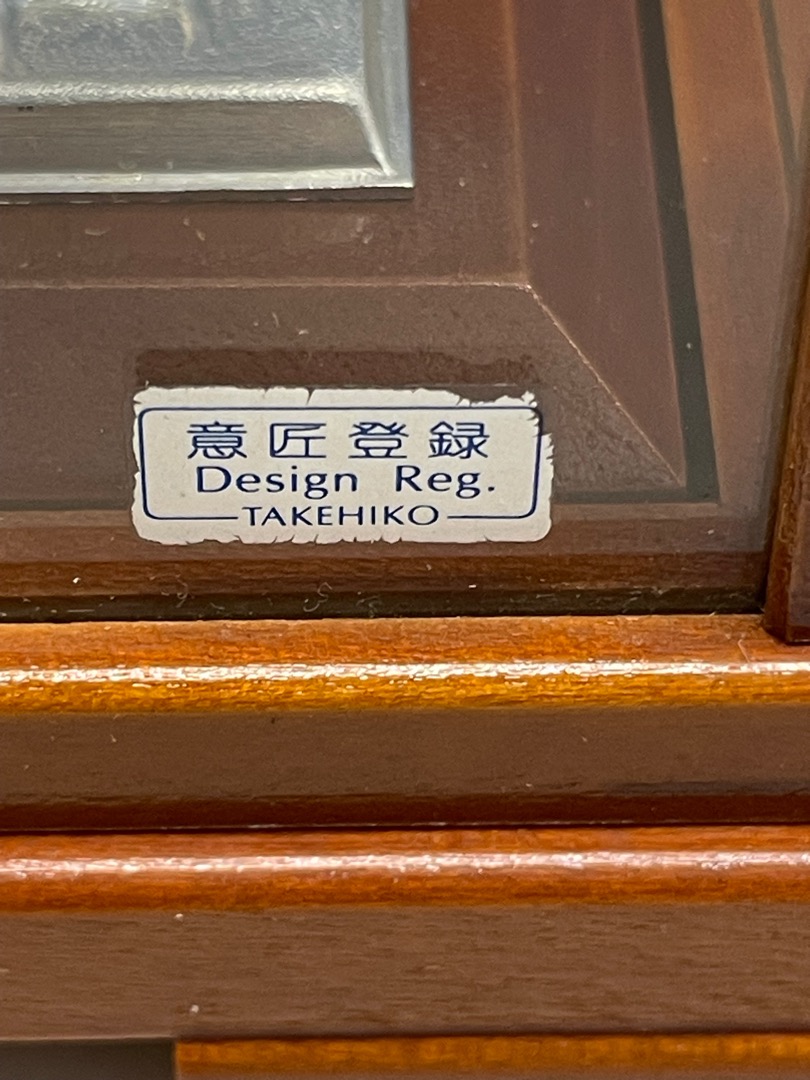 意匠登録
Design Reg.
TAKEHIKO